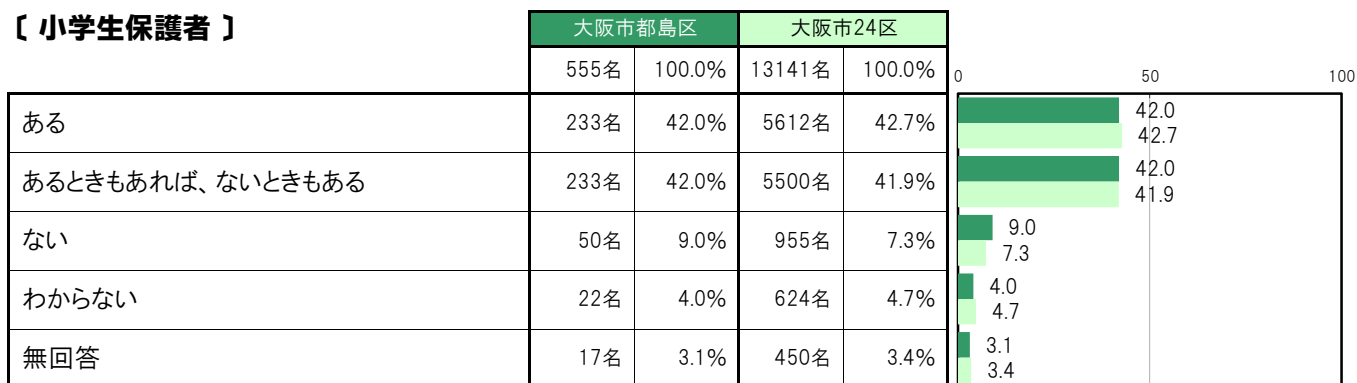 〔 小学生保護者 〕
大阪市都島区 大阪市24区
555名 100.0% 13141名 100.0%
0 50 100
ある 233名 42.0% 5612名 42.7%
42.0
42.7
あるときもあれば、ないときもある 233名 42.0% 5500名 41.9%
42.0
41.9
ない 50名 9.0% 955名 7.3%
9.0
7.3
わからない 22名 4.0% 624名 4.7%
4.0
4.7
無回答 17名 3.1% 450名 3.4%
3.1
3.4